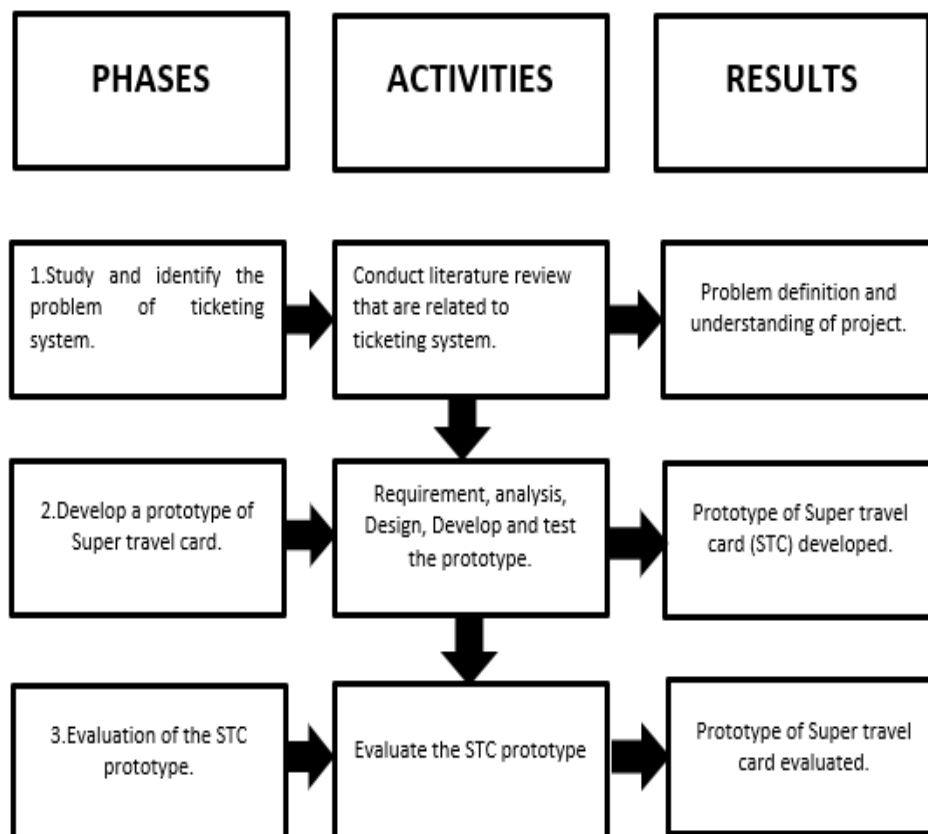 PHASES
ACTIVITIES
RESULTS
1.Study and identify the
problem of ticketing
system.
Conduct literature review
that are related to
ticketing system.
Problem definition and
understanding of project.
2.Develop a prototype of
Super travel card.
Requirement, analysis,
Design, Develop and test
the prototype.
Prototype of Super travel
card (STC) developed.
3.Evaluation of the STC
prototype.
Evaluate the STC prototype
Prototype of Super travel
card evaluated.